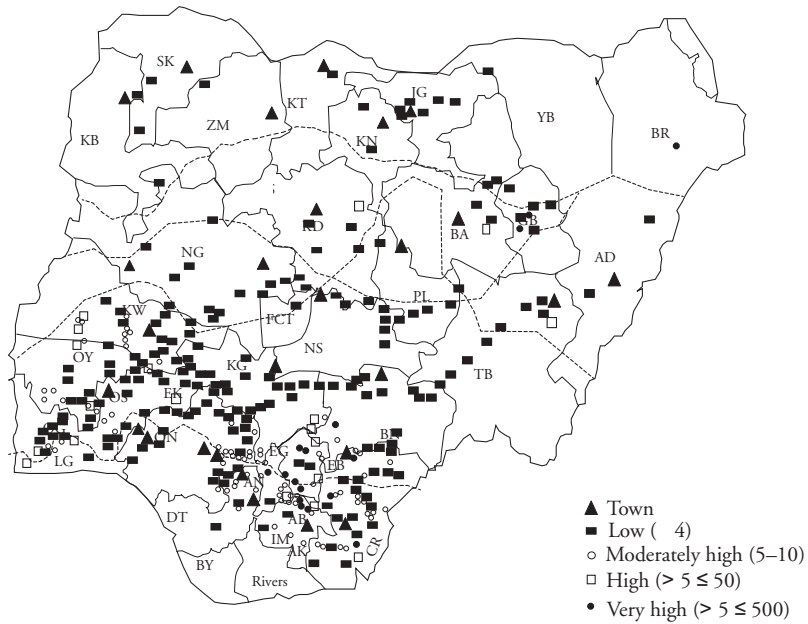 SK
KT
JG
KB
ZM
KN
YB
BR
KD
GB
BA
NG
AD
KW
FCT
PL
NS
OY
KG
TB
EK
OS
ON
LG
EG
EB
BN
AN
DT
AB
IM
AK
CR
BY
Rivers
Town
Low ( 4)
Moderately high (5–10)
High (> 5 ≤ 50)
Very high (> 5 ≤ 500)